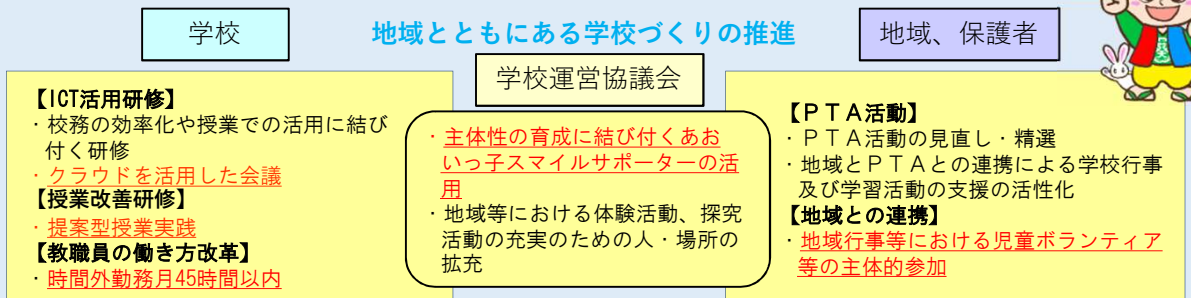 学校
地域とともにある学校づくりの推進
地域、保護者
学校運営協議会
【ICT活用研修】
・校務の効率化や授業での活用に結び
付く研修
・クラウドを活用した会議
【授業改善研修】
・提案型授業実践
【教職員の働き方改革】
・時間外勤務月45時間以内
・主体性の育成に結び付くあお
いっ子スマイルサポーターの活
用
・地域等における体験活動、探究
活動の充実のための人・場所の
拡充
【ＰＴＡ活動】
・ＰＴＡ活動の見直し・精選
・地域とＰＴＡとの連携による学校行事
及び学習活動の支援の活性化
【地域との連携】
・地域行事等における児童ボランティア
等の主体的参加